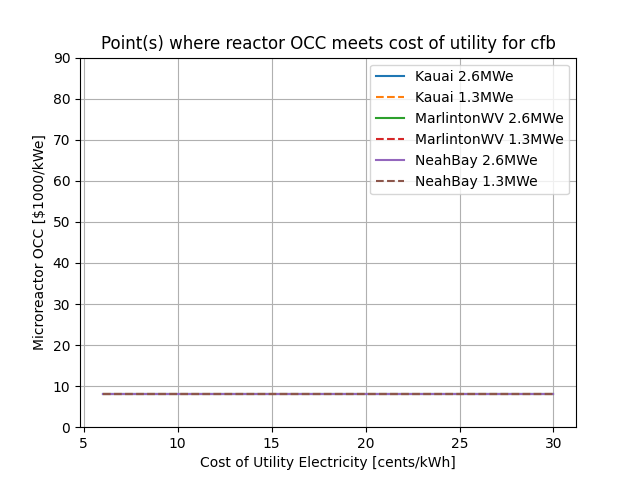 Point(s) where reactor OCC meets cost of utility for cfb
90
80
70
60
50
40
30
20
10
0
Microreactor OCC [$1000/kWe]
Kauai 2.6MWe
Kauai 1.3MWe
MarlintonWV 2.6MWe
MarlintonWV 1.3MWe
NeahBay 2.6MWe
NeahBay 1.3MWe
5 10 15 20 25 30
Cost of Utility Electricity [cents/kWh]